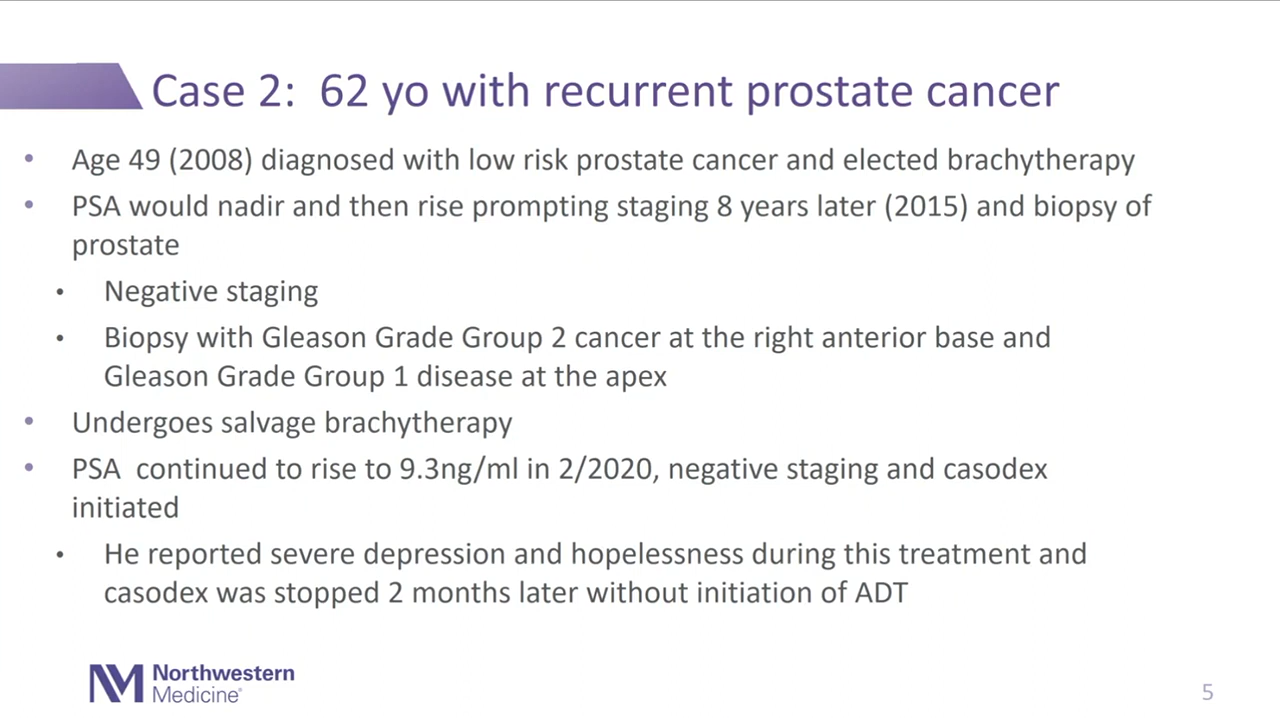 Case 2:  62 yo with recurrent prostate cancer
• Age 49 (2008) diagnosed with low risk prostate cancer and elected brachytherapy
• PSA would nadir and then rise prompting staging 8 years later (2015) and biopsy of
prostate
• Negative staging
• Biopsy with Gleason Grade Group 2 cancer at the right anterior base and
Gleason Grade Group 1 disease at the apex
• Undergoes salvage brachytherapy
• PSA  continued to rise to 9.3ng/ml in 2/2020, negative staging and casodex
initiated
• He reported severe depression and hopelessness during this treatment and
casodex was stopped 2 months later without initiation of ADT
NM Northwestern
Medicine®
5